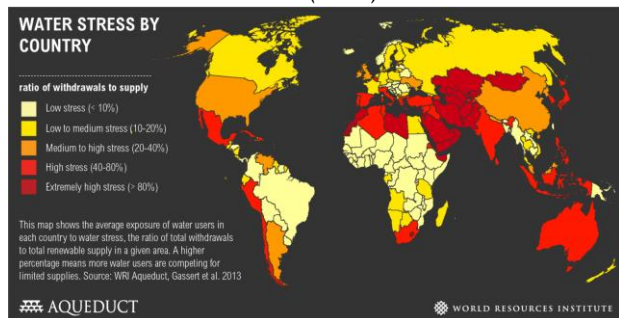 WATER STRESS BY
COUNTRY
ratio of withdrawals to supply
Low stress (< 10%)
Low to medium stress (10-20%)
Medium to high stress (20-40%)
High stress (40-80%)
Extremely high stress (> 80%)
This map shows the average exposure of water users in
each country to water stress, the ratio of total withdrawals
to total renewable supply in a given area. A higher
percentage means more water users are competing for
limited supplies. Source: WRI Aqueduct, Gassert et al. 2013
AQUEDUCT
WORLD RESOURCES INSTITUTE